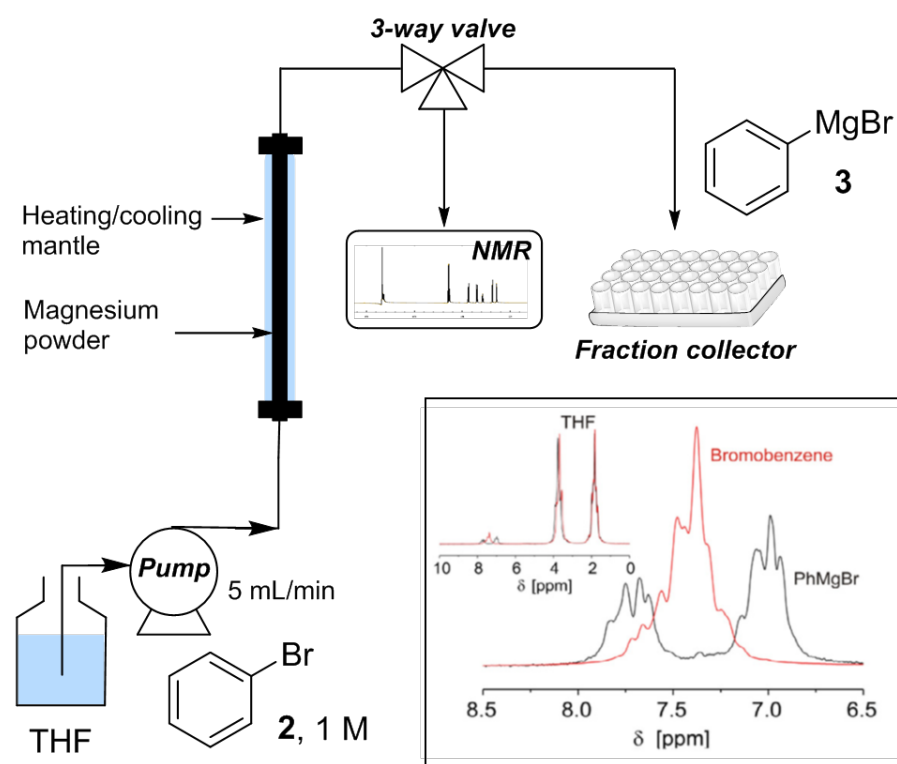 3-way valve
MgBr
3
Heating/cooling
mantle
NMR
Magnesium
powder
Fraction collector
THF
Bromobenzene
PhMgBr
10 8 6 4 2 0
δ [ppm]
8.5 8.0 7.5 7.0 6.5
δ [ppm]
Pump
5 mL/min
Br
2, 1 M
THF